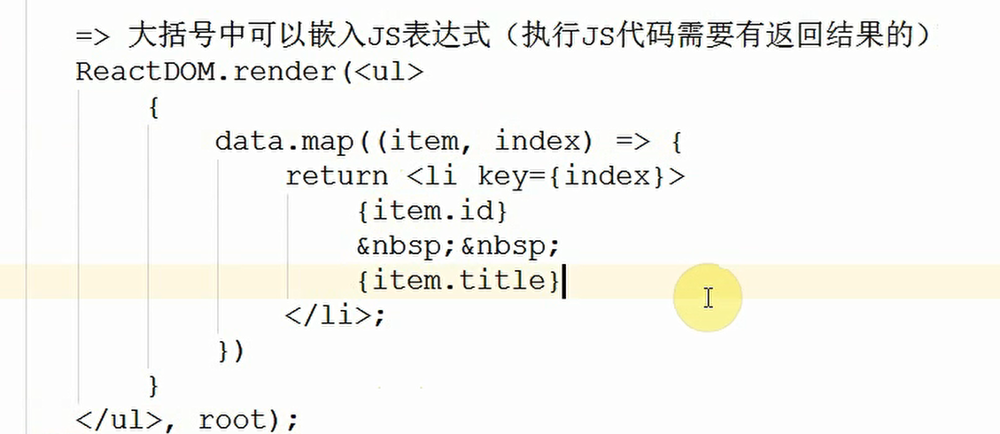 => 大括号中可以嵌入JS表达式（执行JS代码需要有返回结果的）
ReactDOM.render(<ul>
    {
        data.map((item, index) => {
            return <li key={index}>
                {item.id}
                &nbsp;&nbsp;
                {item.title}
            </li>;
        })
    }
</ul>, root);